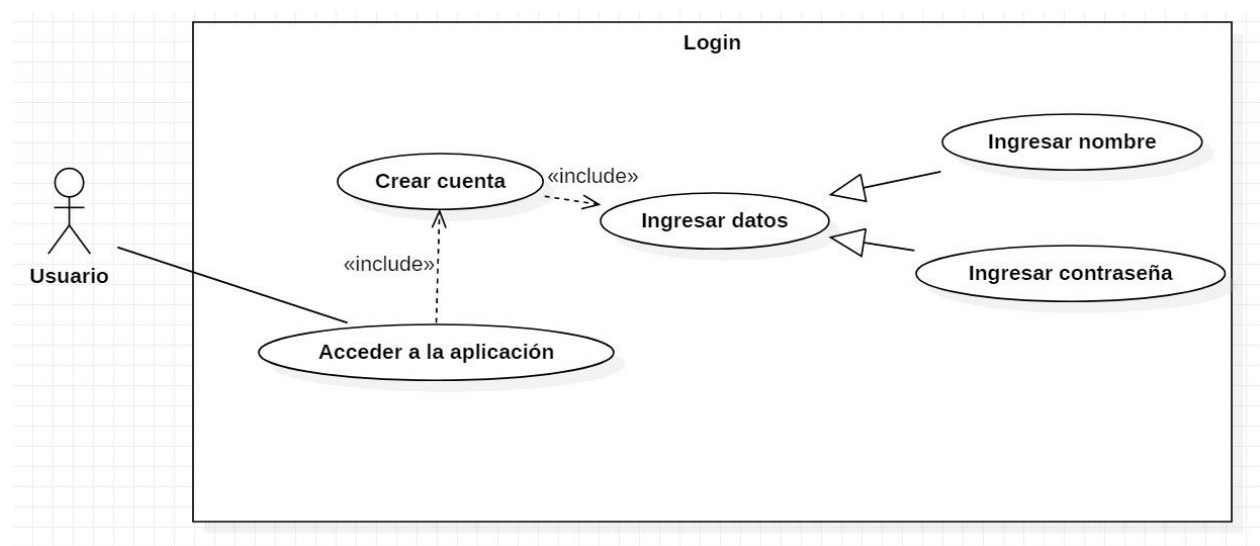 Login
Ingresar nombre
Crear cuenta
«include»
Ingresar datos
«include»
Usuario
Ingresar contraseña
Acceder a la aplicación